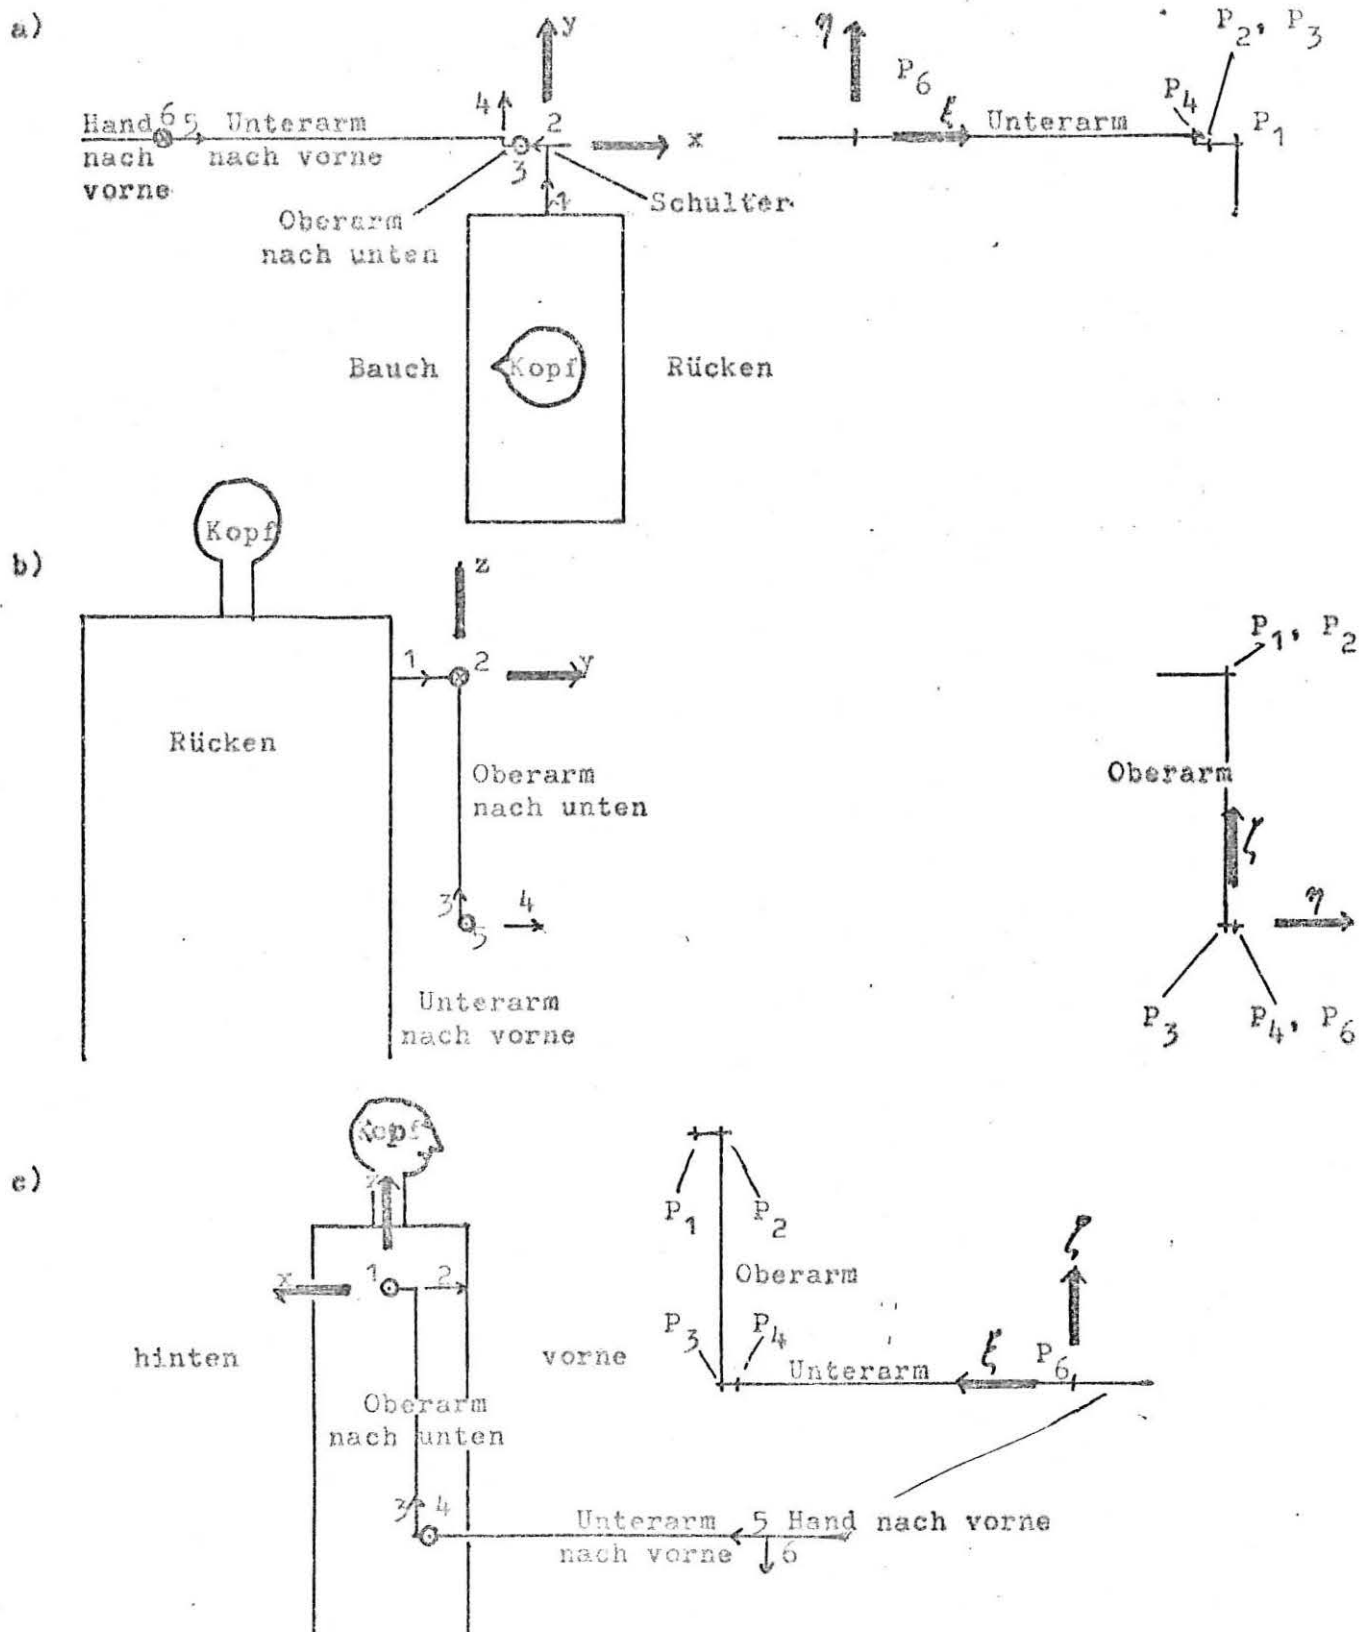 a)
y
η
P2, P3
4
P6
P4
Hand 6 5 Unterarm
2
ξ
Unterarm
P1
nach nach vorne
x
vorne
3
1
Schulter
Oberarm
nach unten
Bauch
Kopf
Rücken
Kopf
b)
z
P1, P2
1
2
y
Rücken
Oberarm
nach unten
Oberarm
ζ
3
4
η
5
Unterarm
nach vorne
P3
P4, P6
Kopf
c)
z
P1
P2
ζ
x
1
2
Oberarm
P3
P4
ξ
P6
hinten
vorne
Unterarm
Oberarm
nach unten
3
4
Unterarm
5 Hand nach vorne
nach vorne
6